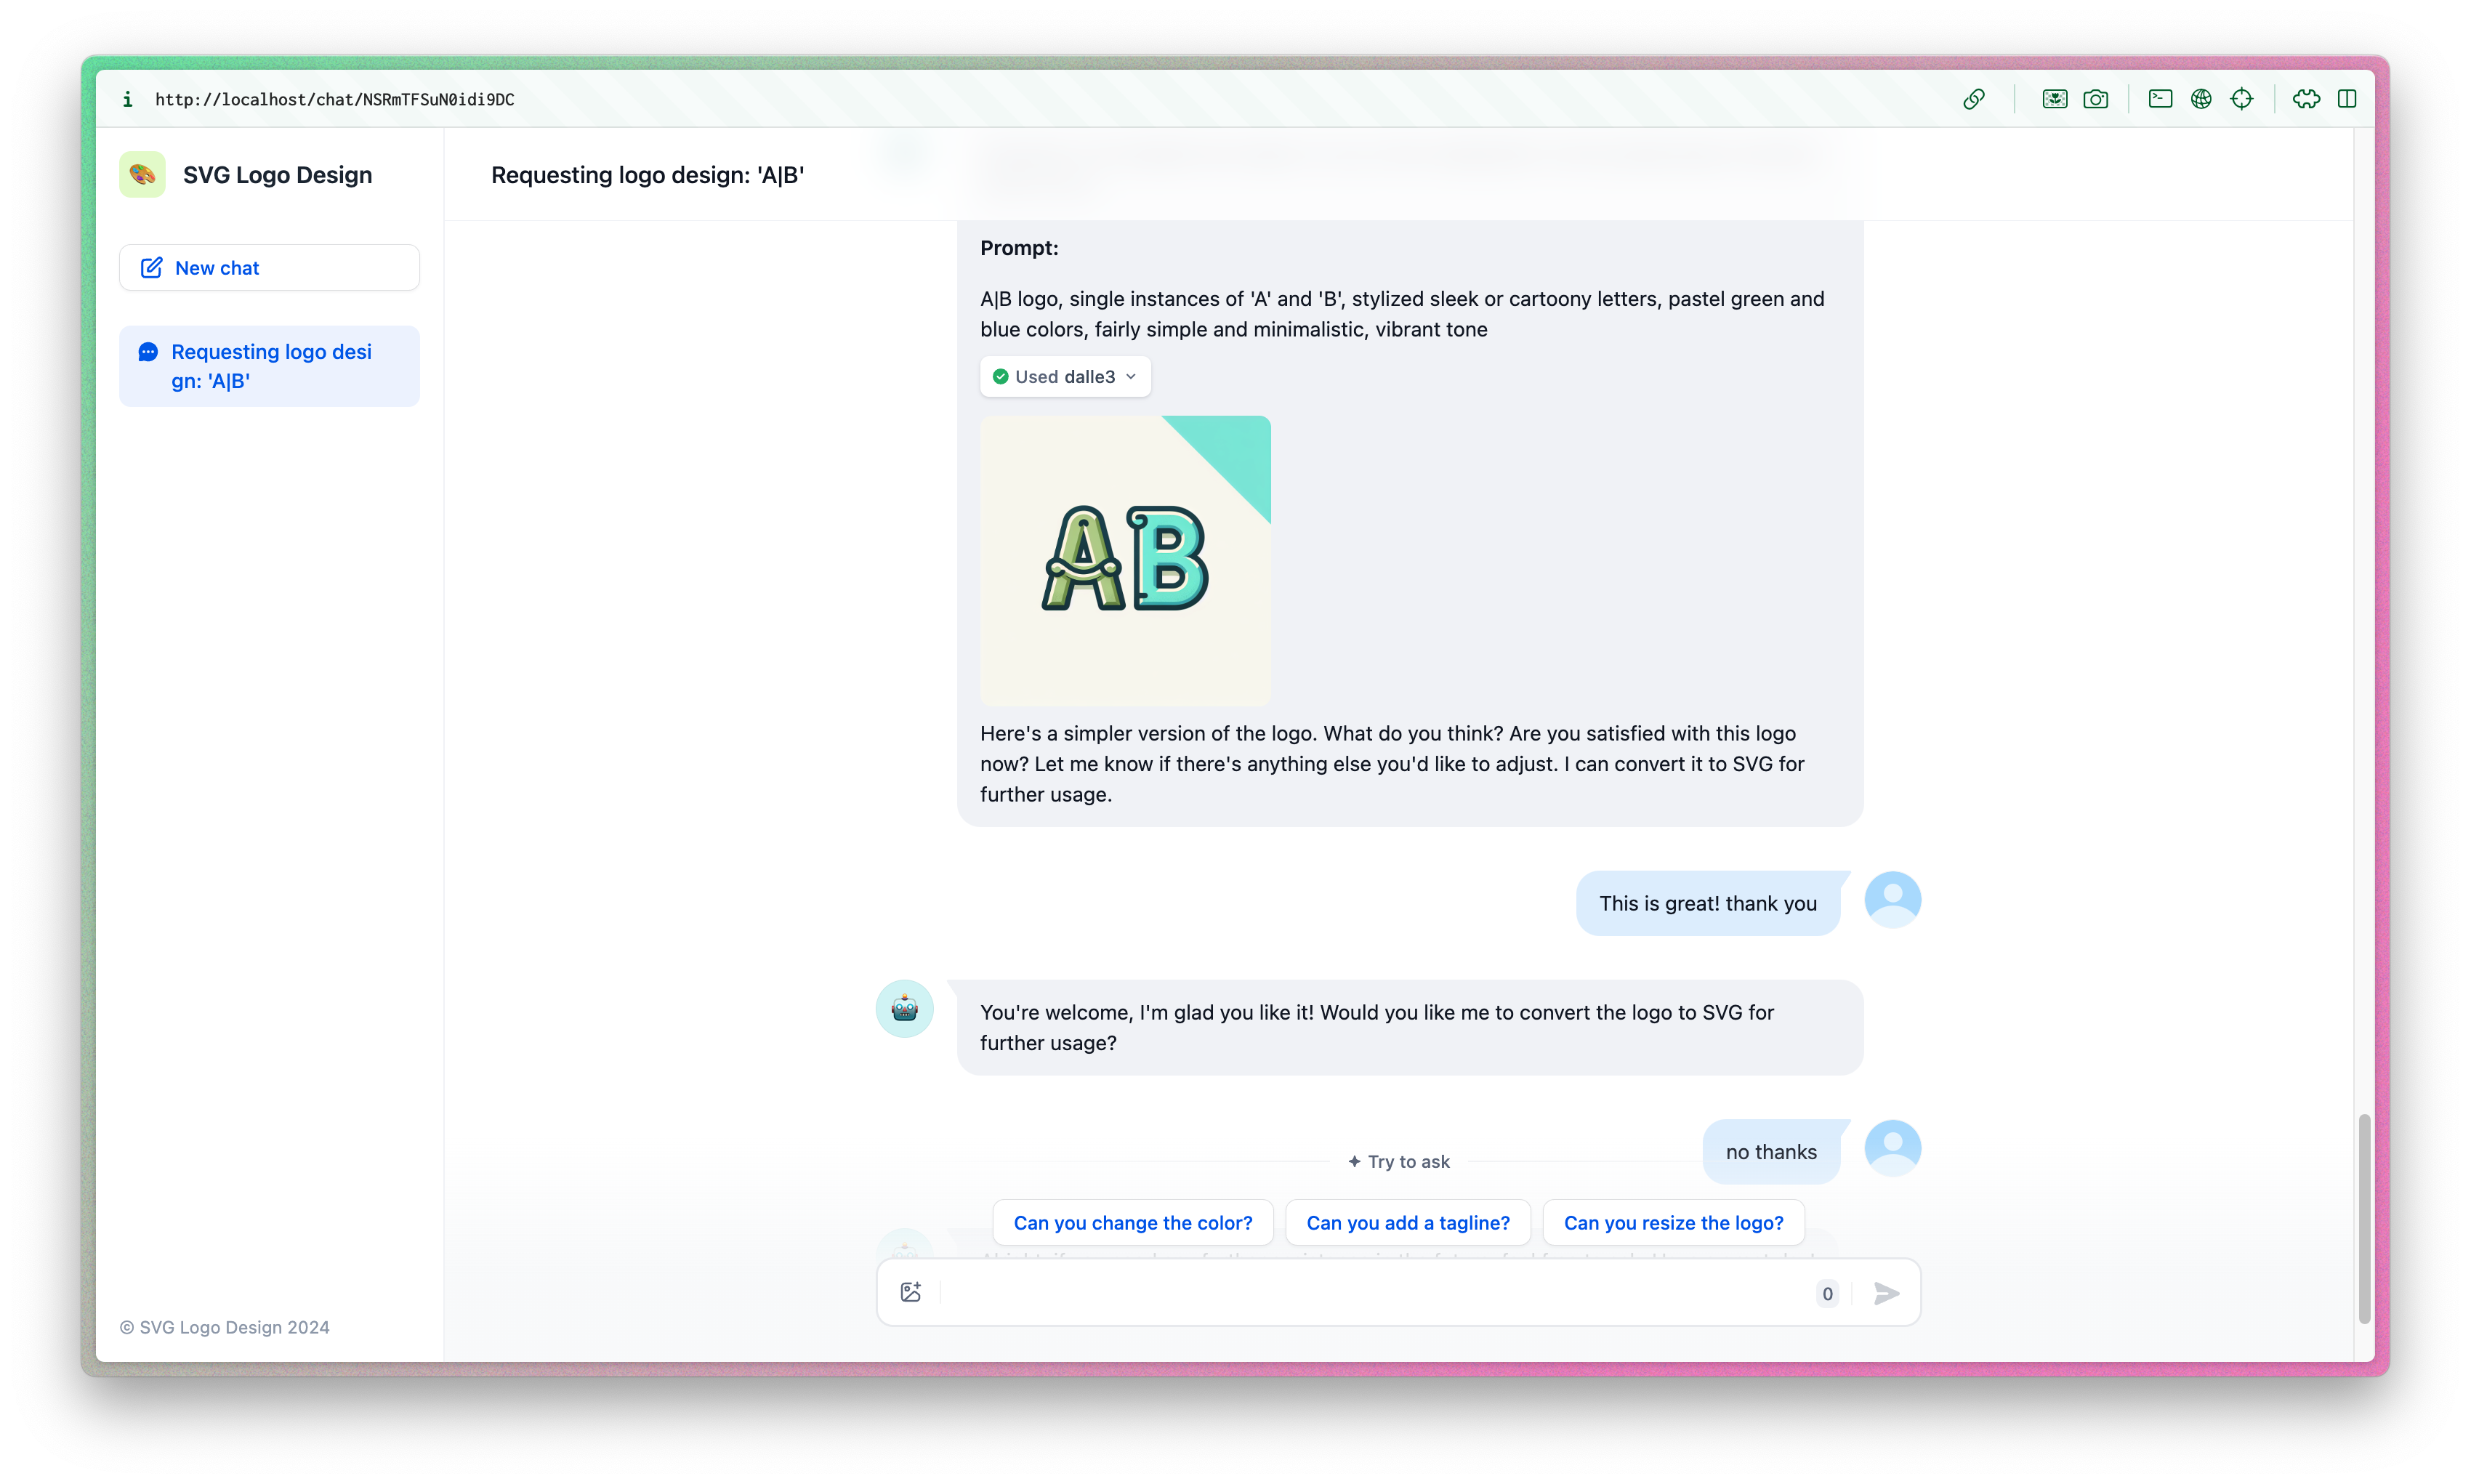 i http://localhost/chat/NSRmTFSuN0idi9DC
SVG Logo Design
Requesting logo design: 'A|B'
New chat
Requesting logo desi
gn: 'A|B'
Prompt:
A|B logo, single instances of 'A' and 'B', stylized sleek or cartoony letters, pastel green and
blue colors, fairly simple and minimalistic, vibrant tone
Used dalle3
AB
Here's a simpler version of the logo. What do you think? Are you satisfied with this logo
now? Let me know if there's anything else you'd like to adjust. I can convert it to SVG for
further usage.
This is great! thank you
You're welcome, I'm glad you like it! Would you like me to convert the logo to SVG for
further usage?
no thanks
Try to ask
Can you change the color?
Can you add a tagline?
Can you resize the logo?
0
© SVG Logo Design 2024